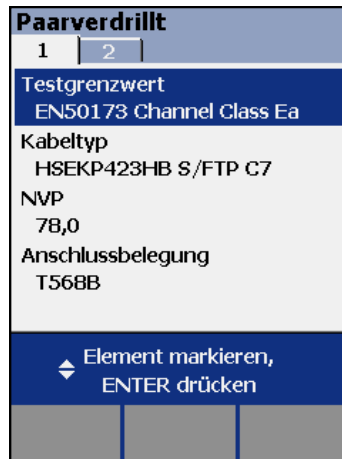 Paarverdrillt
1 2
Testgrenzwert
EN50173 Channel Class Ea
Kabeltyp
HSEKP423HB S/FTP C7
NVP
78,0
Anschlussbelegung
T568B
Element markieren,
ENTER drücken